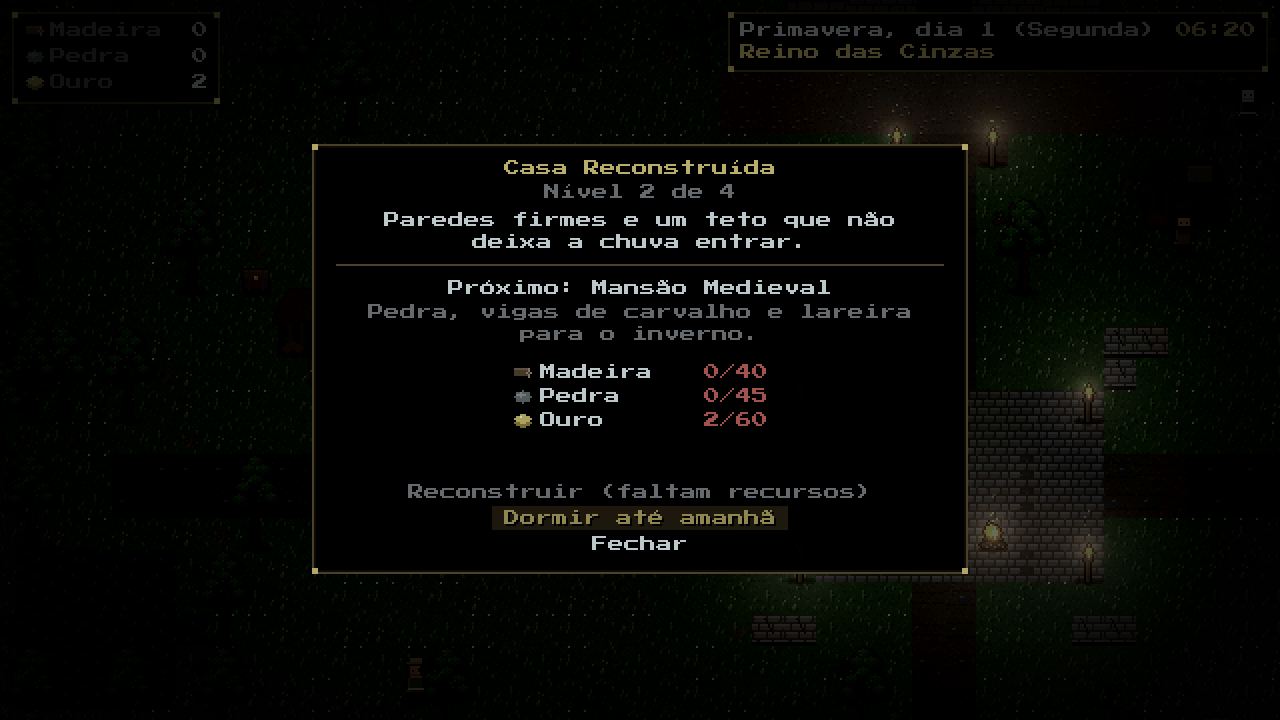 Madeira 0
Pedra 0
Ouro 2
Primavera, dia 1 (Segunda) 06:20
Reino das Cinzas
Casa Reconstruída
Nível 2 de 4
Paredes firmes e um teto que não
deixa a chuva entrar.
Próximo: Mansão Medieval
Pedra, vigas de carvalho e lareira
para o inverno.
Madeira 0/40
Pedra 0/45
Ouro 2/60
Reconstruir (faltam recursos)
Dormir até amanhã
Fechar